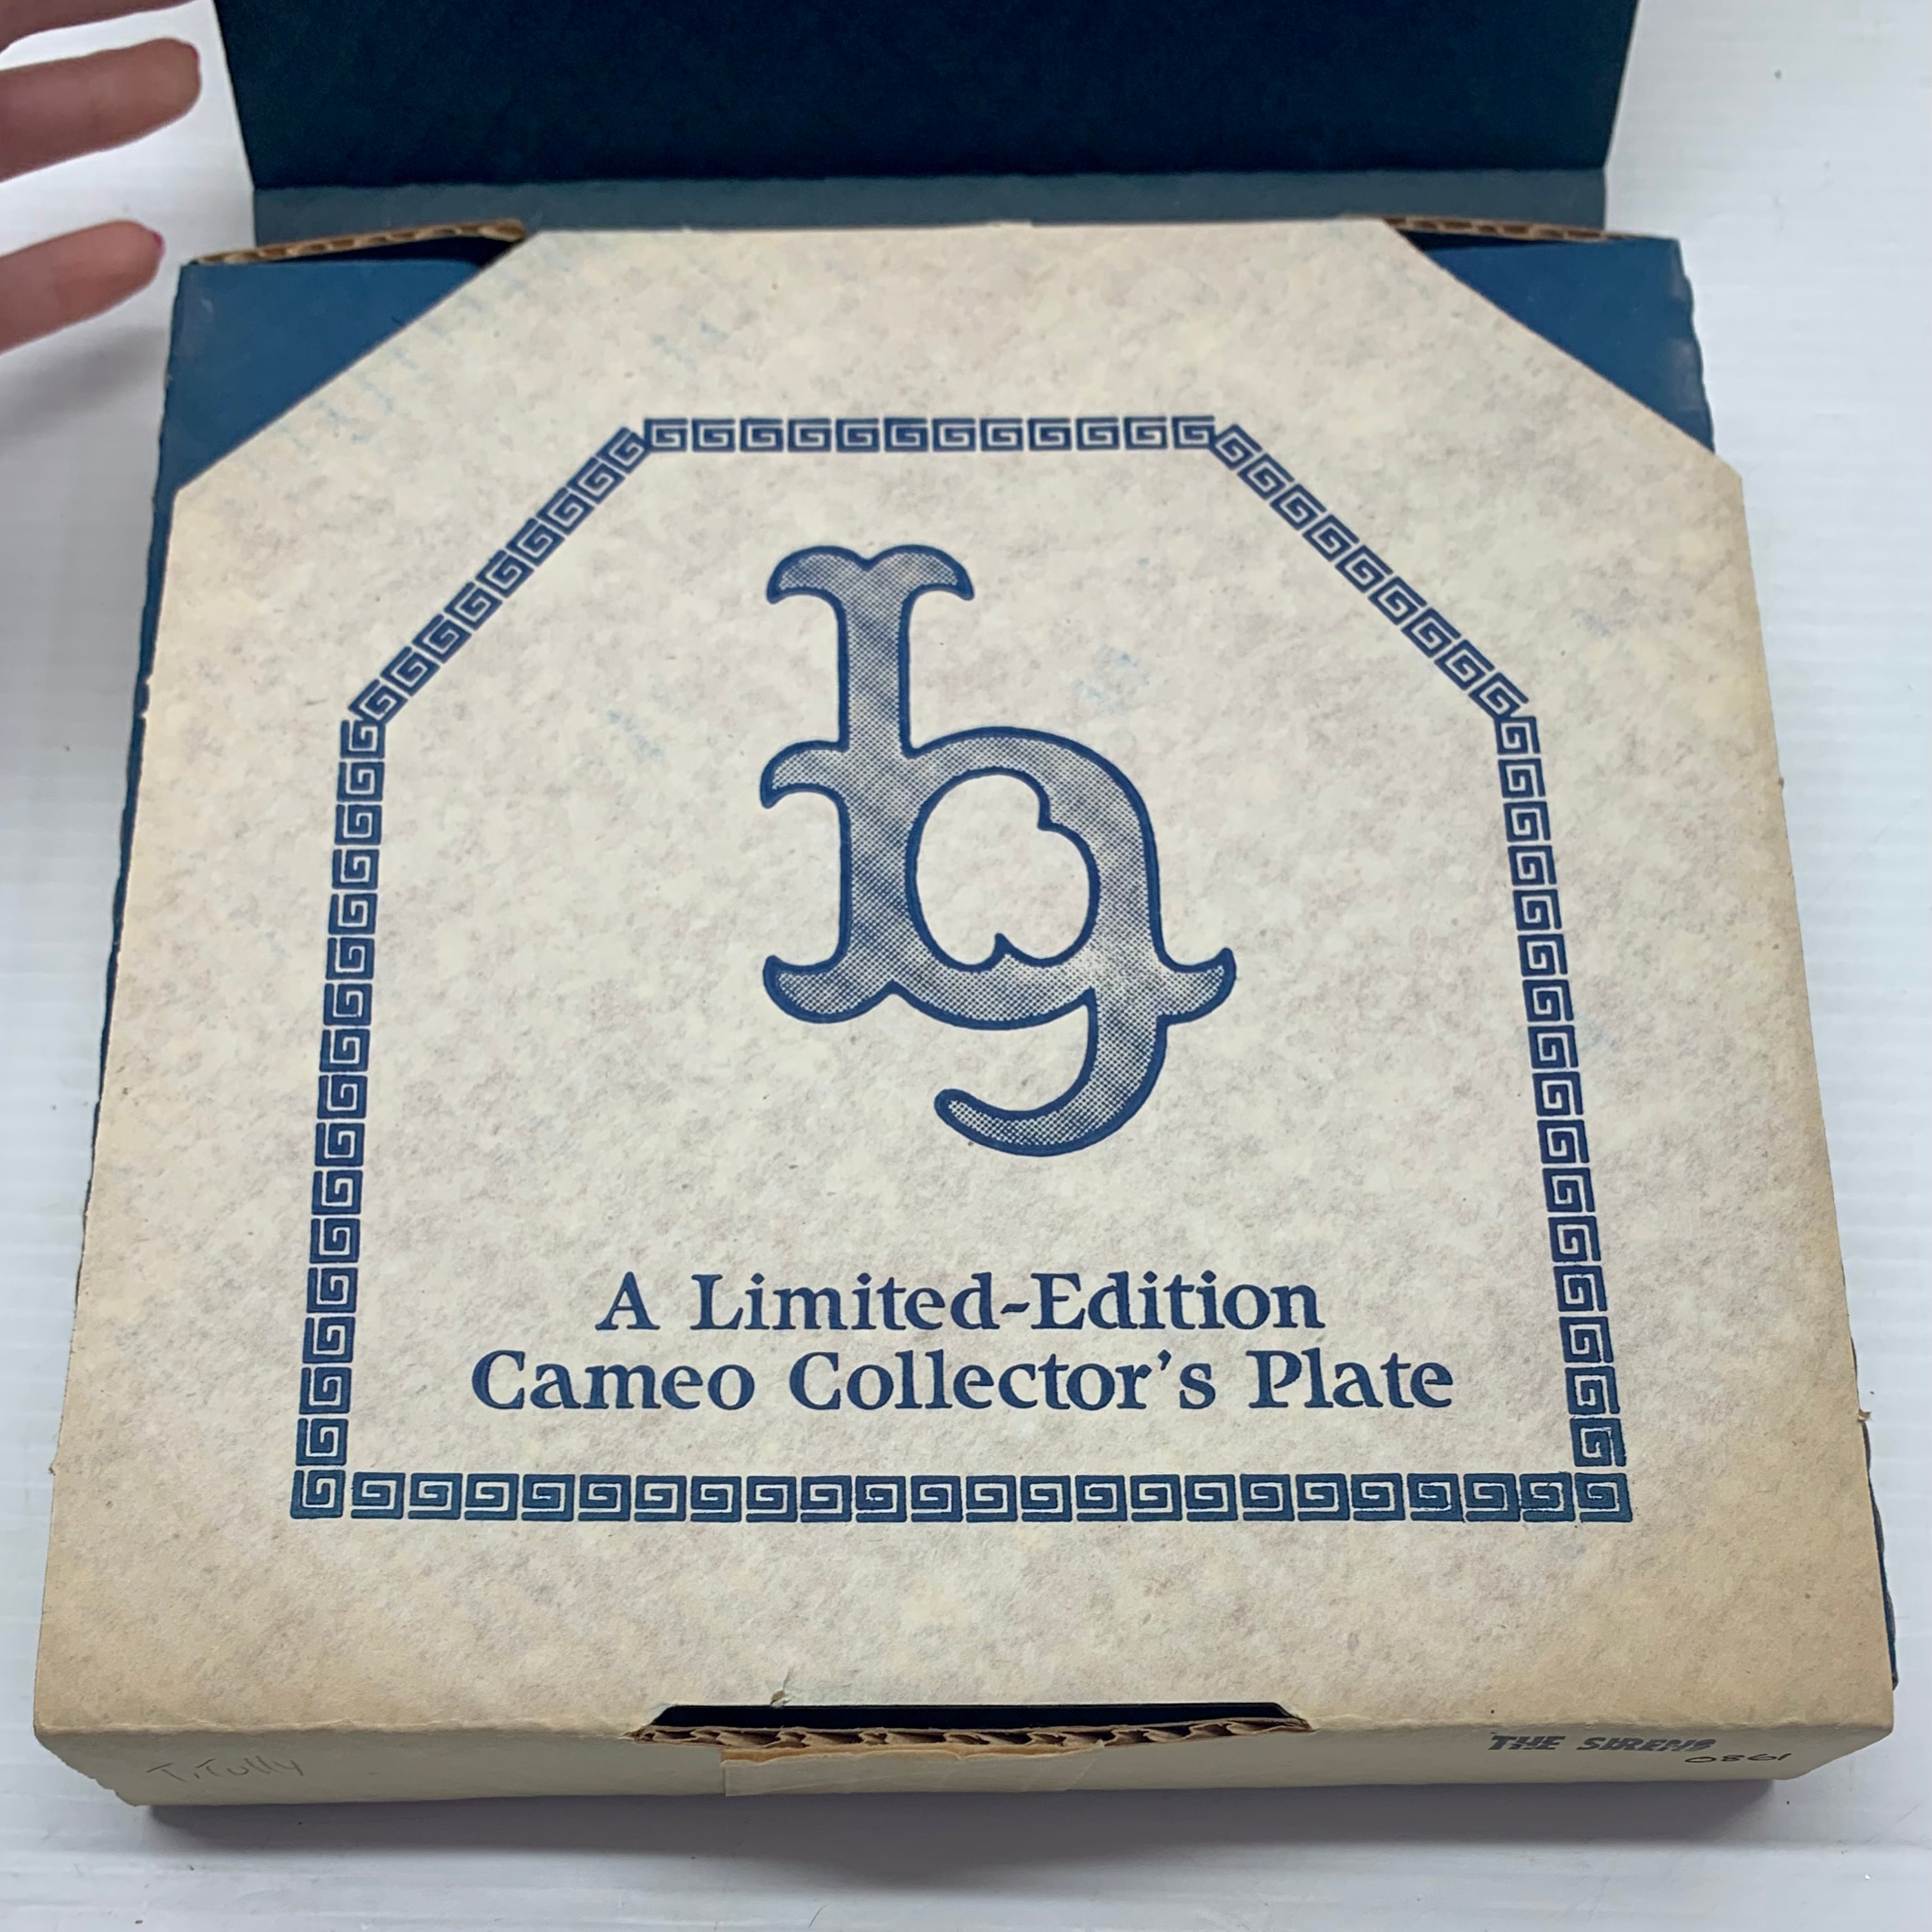 A Limited-Edition
Cameo Collector's Plate
T. Tully
THE SIRENS
0861